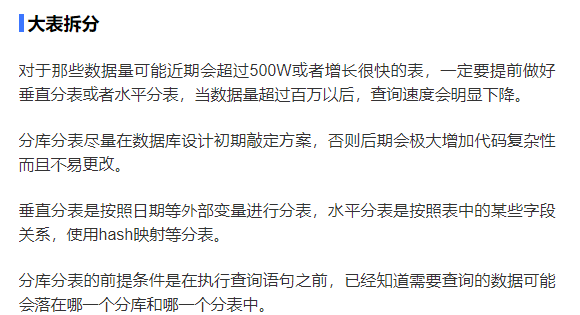 大表拆分
对于那些数据量可能近期会超过500W或者增长很快的表，一定要提前做好
垂直分表或者水平分表，当数据量超过百万以后，查询速度会明显下降。
分库分表尽量在数据库设计初期敲定方案，否则后期会极大增加代码复杂性
而且不易更改。
垂直分表是按照日期等外部变量进行分表，水平分表是按照表中的某些字段
关系，使用hash映射等分表。
分库分表的前提条件是在执行查询语句之前，已经知道需要查询的数据可能
会落在哪一个分库和哪一个分表中。